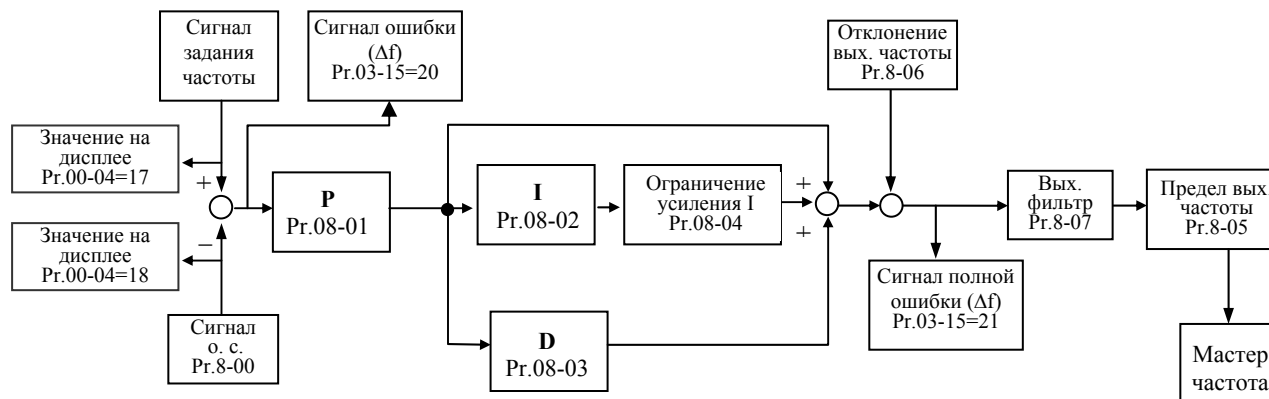 Сигнал
задания
частоты
Сигнал ошибки
(Δf)
Pr.03-15=20
Отклонение
вых. частоты
Pr.8-06
Значение на
дисплее
Pr.00-04=17
+
P
Pr.08-01
I
Pr.08-02
Ограничение
усиления I
Pr.08-04
+
+
Вых.
фильтр
Pr.8-07
Предел вых.
частоты
Pr.8-05
Значение на
дисплее
Pr.00-04=18
−
Сигнал
о. с.
Pr.8-00
D
Pr.08-03
Сигнал полной
ошибки (Δf)
Pr.03-15=21
Мастер
частота